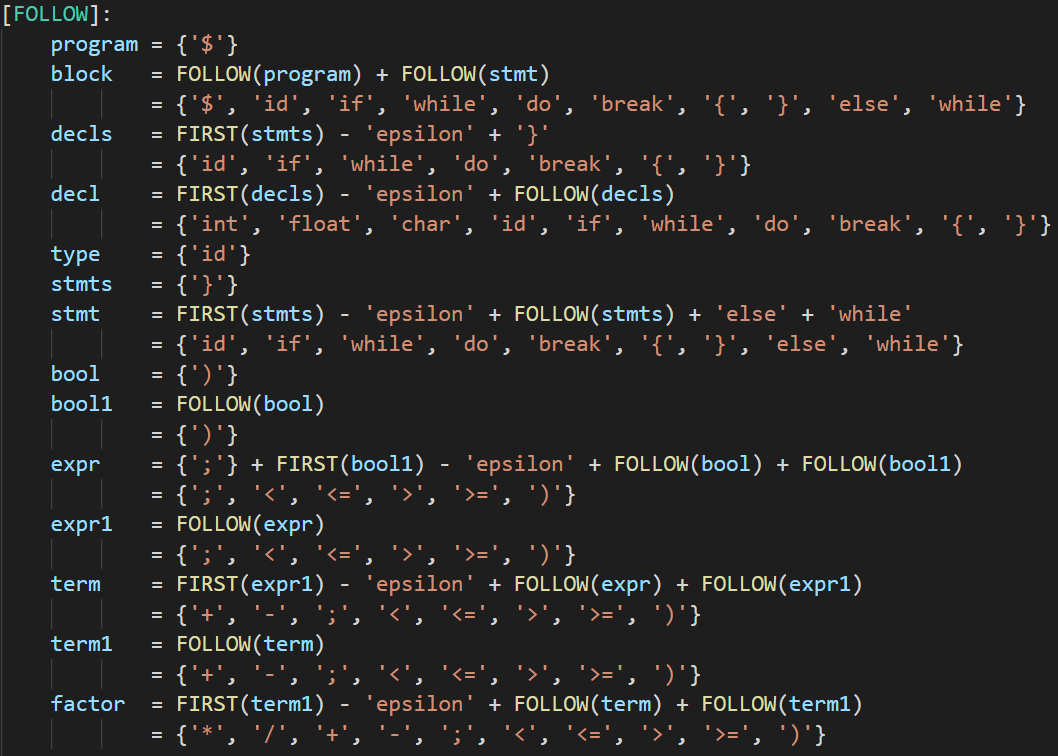 [FOLLOW]:
program = {'$'}
block = FOLLOW(program) + FOLLOW(stmt)
= {'$', 'id', 'if', 'while', 'do', 'break', '{', '}', 'else', 'while'}
decls = FIRST(stmts) - 'epsilon' + '}'
= {'id', 'if', 'while', 'do', 'break', '{', '}'}
decl = FIRST(decls) - 'epsilon' + FOLLOW(decls)
= {'int', 'float', 'char', 'id', 'if', 'while', 'do', 'break', '{', '}'}
type = {'id'}
stmts = {'}'}
stmt = FIRST(stmts) - 'epsilon' + FOLLOW(stmts) + 'else' + 'while'
= {'id', 'if', 'while', 'do', 'break', '{', '}', 'else', 'while'}
bool = {')'}
bool1 = FOLLOW(bool)
= {')'}
expr = {';'} + FIRST(bool1) - 'epsilon' + FOLLOW(bool) + FOLLOW(bool1)
= {';', '<', '<=', '>', '>=', ')'}
expr1 = FOLLOW(expr)
= {';', '<', '<=', '>', '>=', ')'}
term = FIRST(expr1) - 'epsilon' + FOLLOW(expr) + FOLLOW(expr1)
= {'+', '-', ';', '<', '<=', '>', '>=', ')'}
term1 = FOLLOW(term)
= {'+', '-', ';', '<', '<=', '>', '>=', ')'}
factor = FIRST(term1) - 'epsilon' + FOLLOW(term) + FOLLOW(term1)
= {'*', '/', '+', '-', ';', '<', '<=', '>', '>=', ')'}